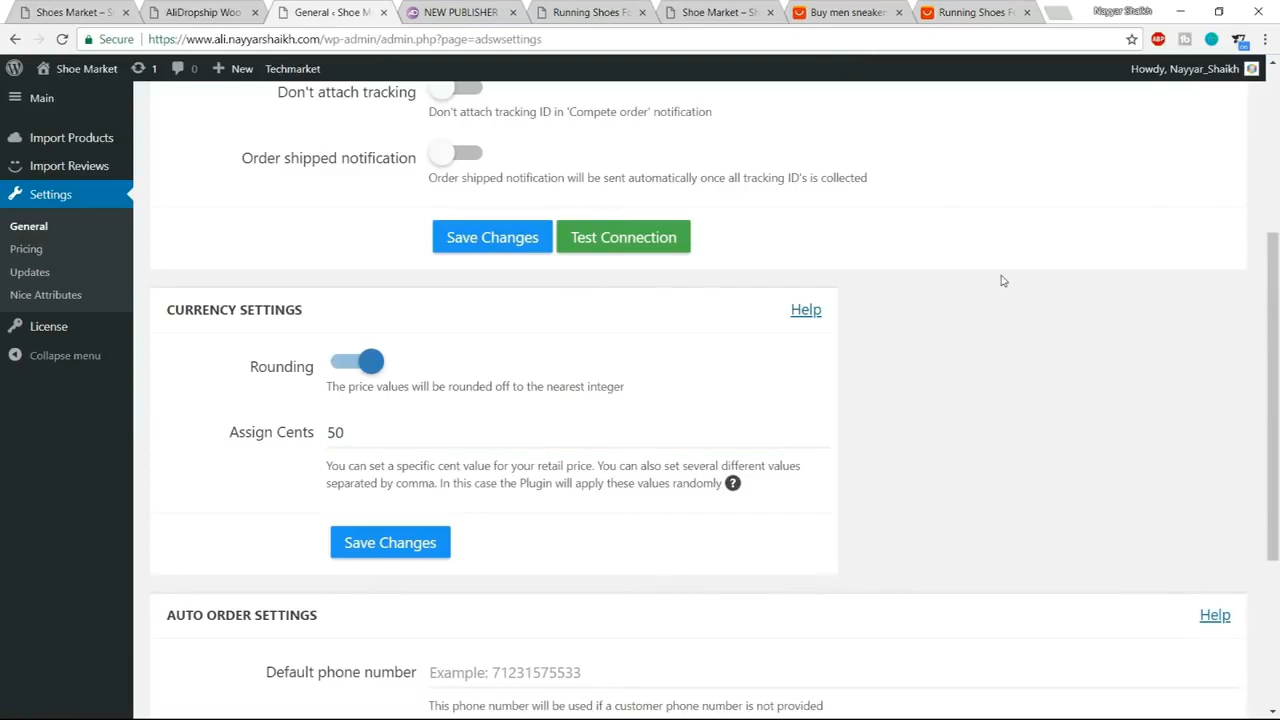 Shoes Market – S
AliDropship Woo
General ‹ Shoe M
NEW PUBLISHER
Running Shoes F
Shoe Market – Sh
Buy men sneaker
Running Shoes F
Nayyar Shaikh
Secure
https://www.ali.nayyarshaikh.com/wp-admin/admin.php?page=adswsettings
Shoe Market
1
0
New
Techmarket
Howdy, Nayyar_Shaikh
Main
Import Products
Import Reviews
Settings
General
Pricing
Updates
Nice Attributes
License
Collapse menu
Don't attach tracking
Don't attach tracking ID in 'Compete order' notification
Order shipped notification
Order shipped notification will be sent automatically once all tracking ID's is collected
Save Changes
Test Connection
CURRENCY SETTINGS
Help
Rounding
The price values will be rounded off to the nearest integer
Assign Cents
50
You can set a specific cent value for your retail price. You can also set several different values
separated by comma. In this case the Plugin will apply these values randomly ?
Save Changes
AUTO ORDER SETTINGS
Help
Default phone number
Example: 71231575533
This phone number will be used if a customer phone number is not provided